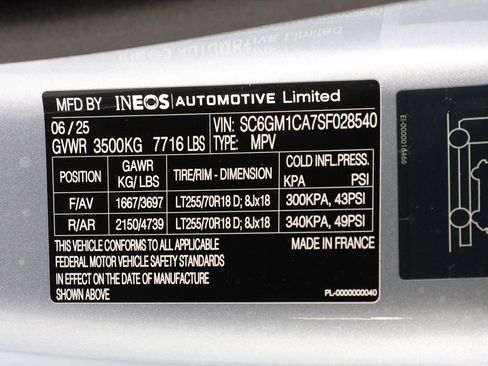 MFD BY INEOS | AUTOMOTIVE Limited
06 / 25 VIN: SC6GM1CA7SF028540
GVWR 3500KG 7716 LBS TYPE: MPV
POSITION GAWR KG/ LBS TIRE/RIM - DIMENSION COLD INFL.PRESS. KPA PSI
F/AV 1667/3697 LT255/70R18 D; 8Jx18 300KPA, 43PSI
R/AR 2150/4739 LT255/70R18 D; 8Jx18 340KPA, 49PSI
THIS VEHICLE CONFORMS TO ALL APPLICABLE MADE IN FRANCE
FEDERAL MOTOR VEHICLE SAFETY STANDARDS
IN EFFECT ON THE DATE OF MANUFACTURE
SHOWN ABOVE PL-0000000040
EI-0000016466